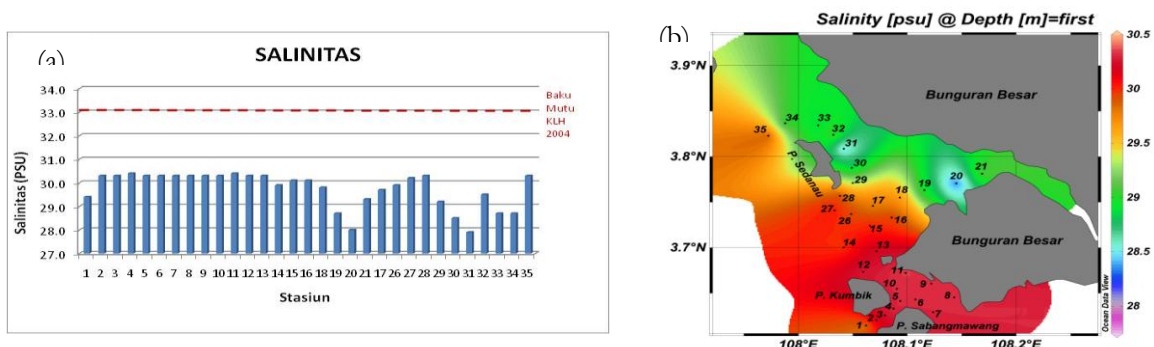 (a)
SALINITAS
34.0
33.0
32.0
31.0
30.0
29.0
28.0
27.0
Salinitas (PSU)
Baku
Mutu
KLH
2004
1 2 3 4 5 6 7 8 9 10 11 12 13 14 15 16 18 19 20 21 17 26 27 28 29 30 31 32 33 34 35
Stasiun
(b)
Salinity [psu] @ Depth [m]=first
3.9°N
3.8°N
3.7°N
108°E 108.1°E 108.2°E
Bunguran Besar
34 33 32
35
31
P. Sedanau
30
29
21
20
19
18
28 17
27
26
16
15
Bunguran Besar
14 13
12 11
10 9
P. Kumbik
5 6 8
4
7
3
2
1
P. Sabangmawang
30.5
30
29.5
29
28.5
28
Ocean Data View